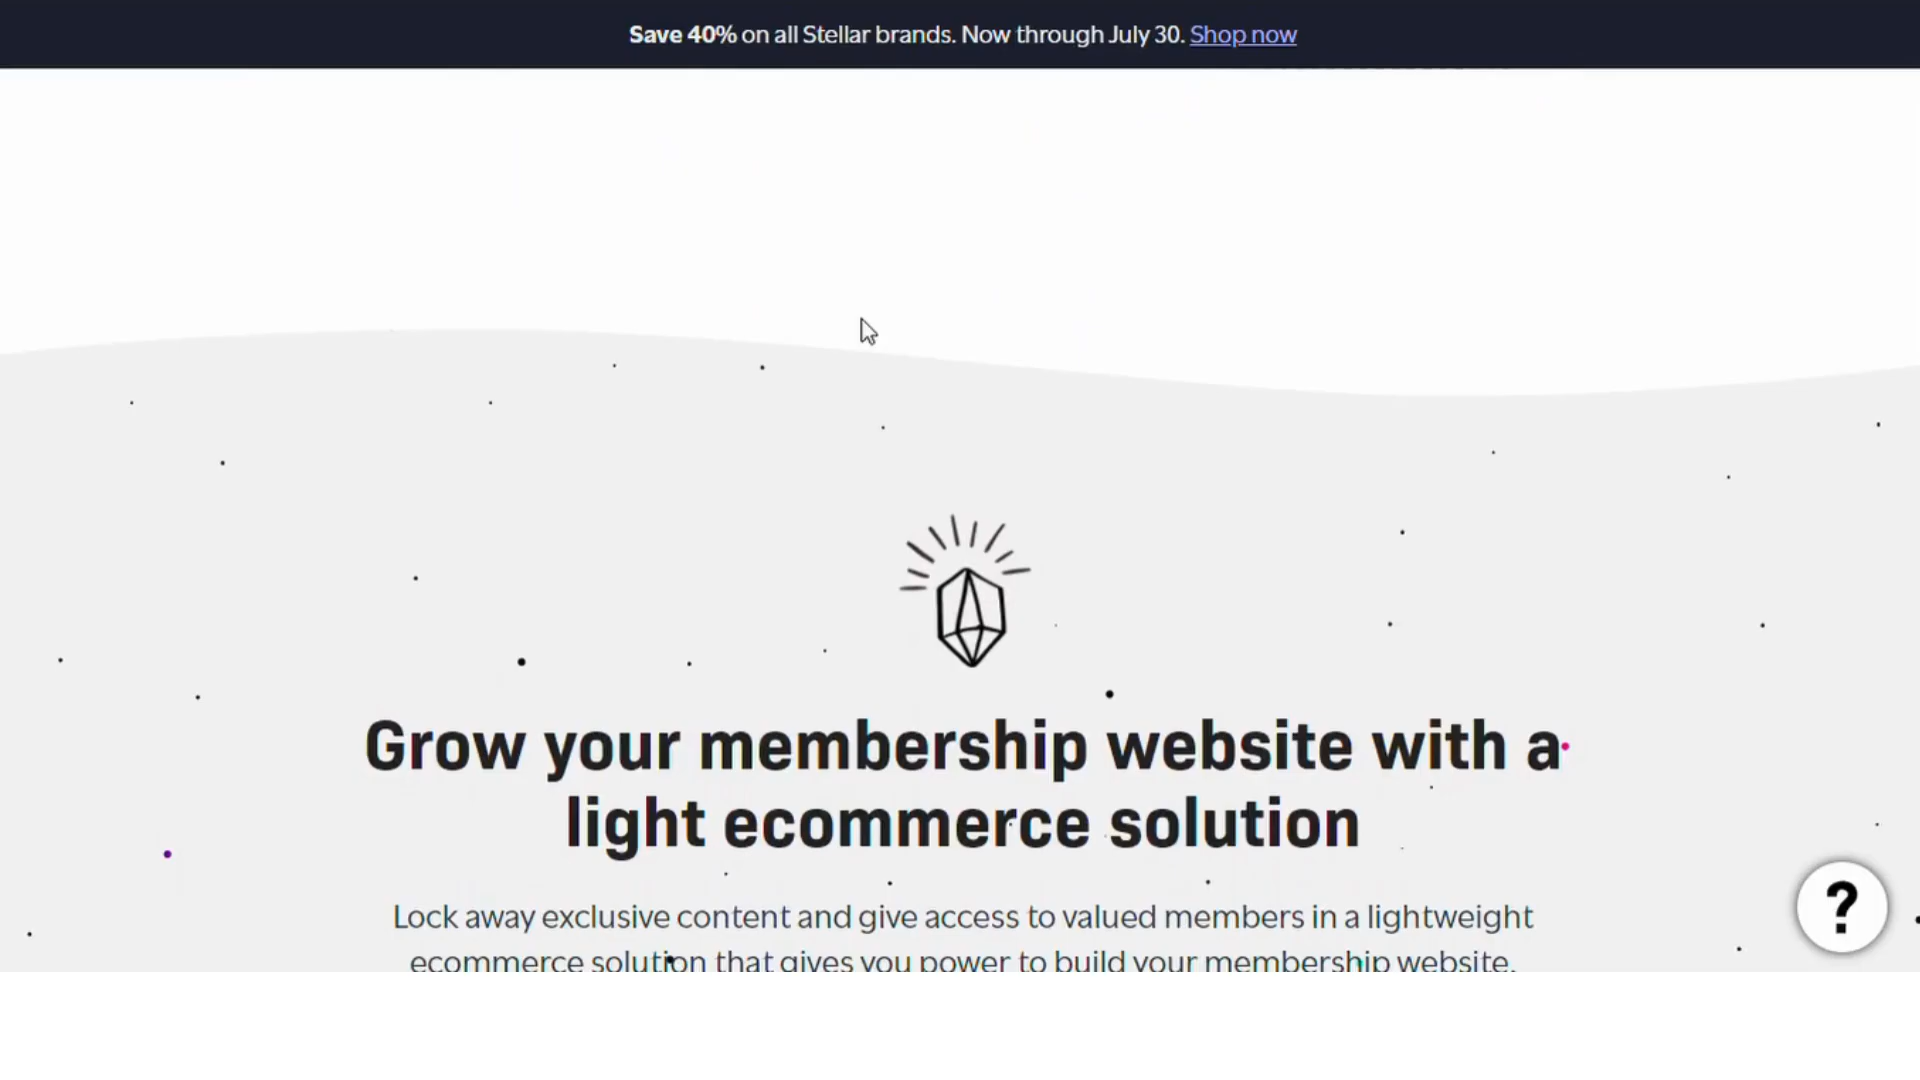 Save 40% on all Stellar brands. Now through July 30. Shop now
Grow your membership website with a
light ecommerce solution
Lock away exclusive content and give access to valued members in a lightweight
ecommerce solution that gives you power to build your membership website.
?